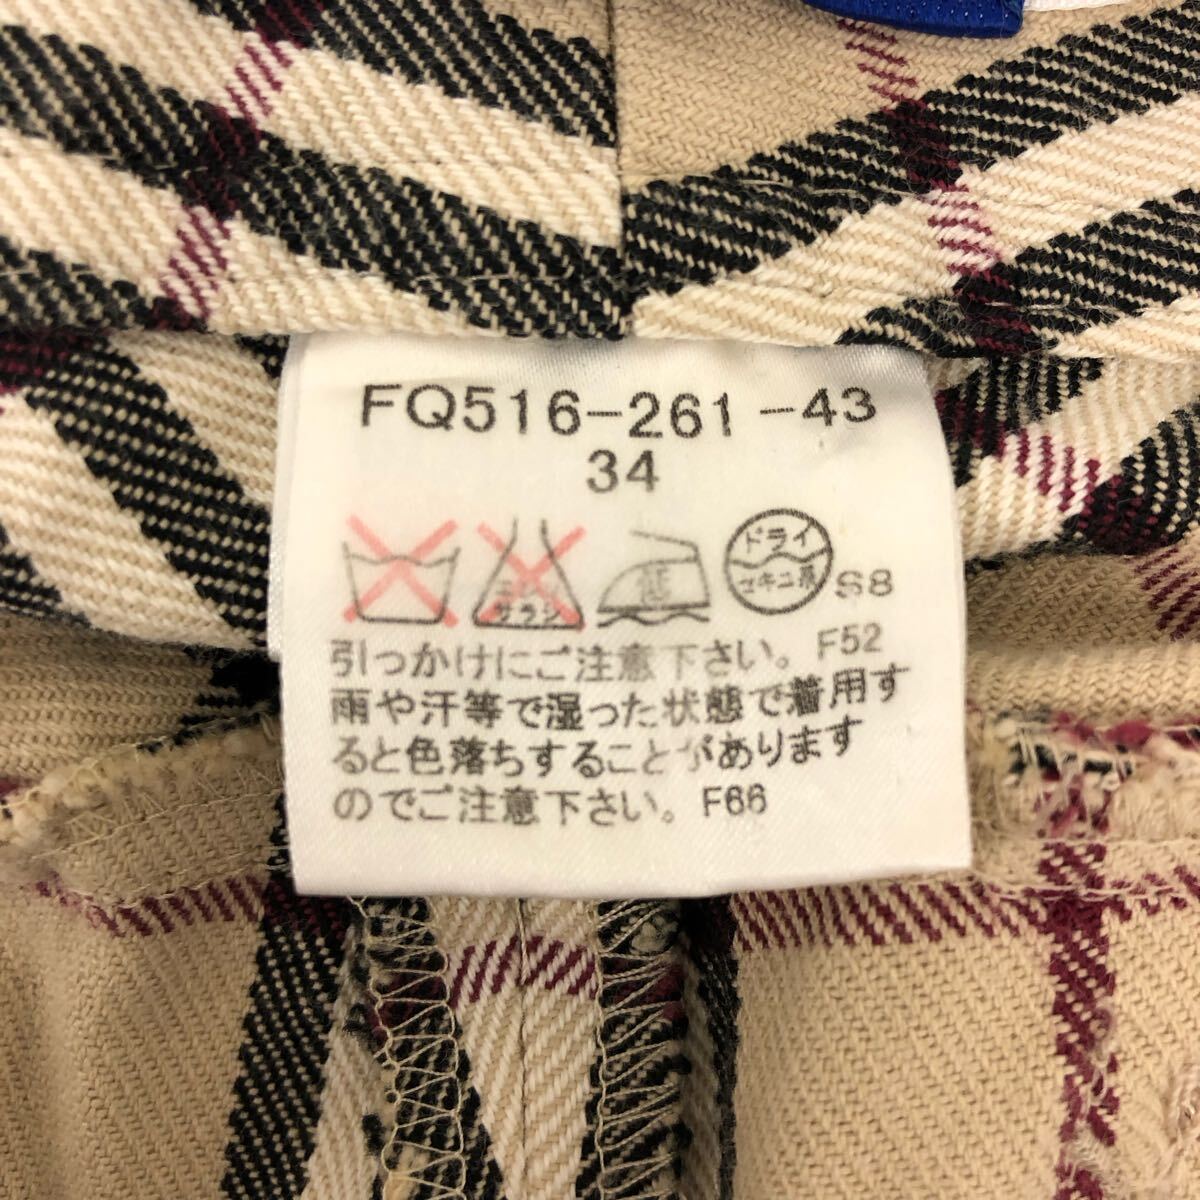 FQ516-261-43
34
サラシ
ドライ
セキユ系
S8
引っかけにご注意下さい。F52
雨や汗等で湿った状態で着用す
ると色落ちすることがあります
のでご注意下さい。F66